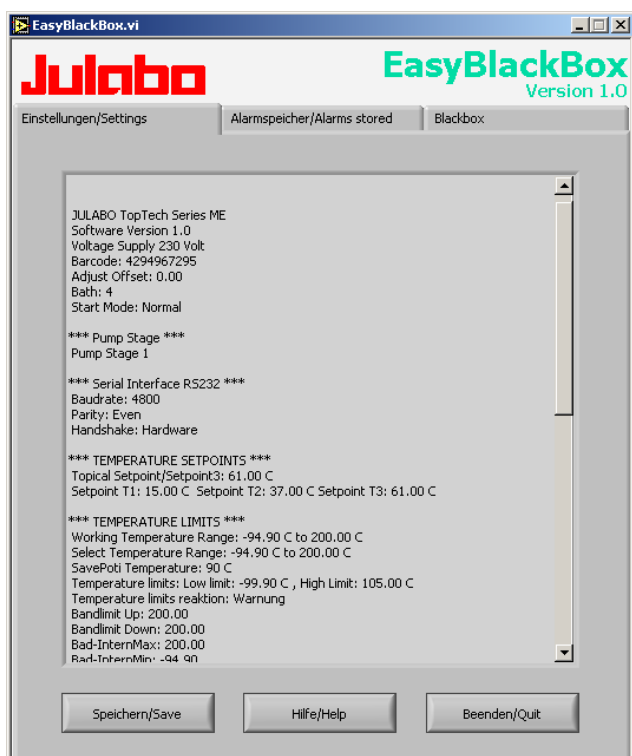 EasyBlackBox.vi
Julabo
EasyBlackBox
Version 1.0
Einstellungen/Settings
Alarmspeicher/Alarms stored
Blackbox
JULABO TopTech Series ME
Software Version 1.0
Voltage Supply 230 Volt
Barcode: 4294967295
Adjust Offset: 0.00
Bath: 4
Start Mode: Normal
*** Pump Stage ***
Pump Stage 1
*** Serial Interface RS232 ***
Baudrate: 4800
Parity: Even
Handshake: Hardware
*** TEMPERATURE SETPOINTS ***
Topical Setpoint/Setpoint3: 61.00 C
Setpoint T1: 15.00 C Setpoint T2: 37.00 C Setpoint T3: 61.00 C
*** TEMPERATURE LIMITS ***
Working Temperature Range: -94.90 C to 200.00 C
Select Temperature Range: -94.90 C to 200.00 C
SavePoti Temperature: 90 C
Temperature limits: Low limit: -99.90 C , High Limit: 105.00 C
Temperature limits reaktion: Warnung
Bandlimit Up: 200.00
Bandlimit Down: 200.00
Bad-InternMax: 200.00
Bad-InternMin: -94.90
Speichern/Save
Hilfe/Help
Beenden/Quit